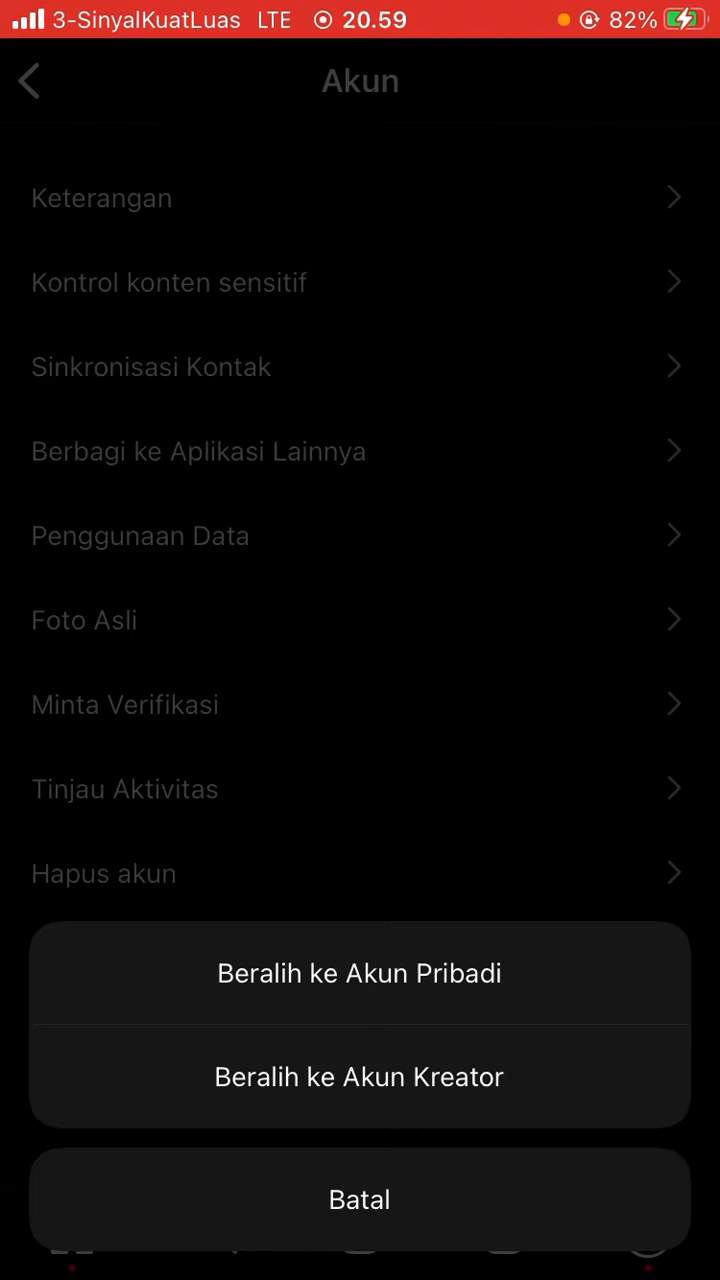 3-SinyalKuatLuas LTE 20.59 82%
Akun
Keterangan
Kontrol konten sensitif
Sinkronisasi Kontak
Berbagi ke Aplikasi Lainnya
Penggunaan Data
Foto Asli
Minta Verifikasi
Tinjau Aktivitas
Hapus akun
Beralih ke Akun Pribadi
Beralih ke Akun Kreator
Batal